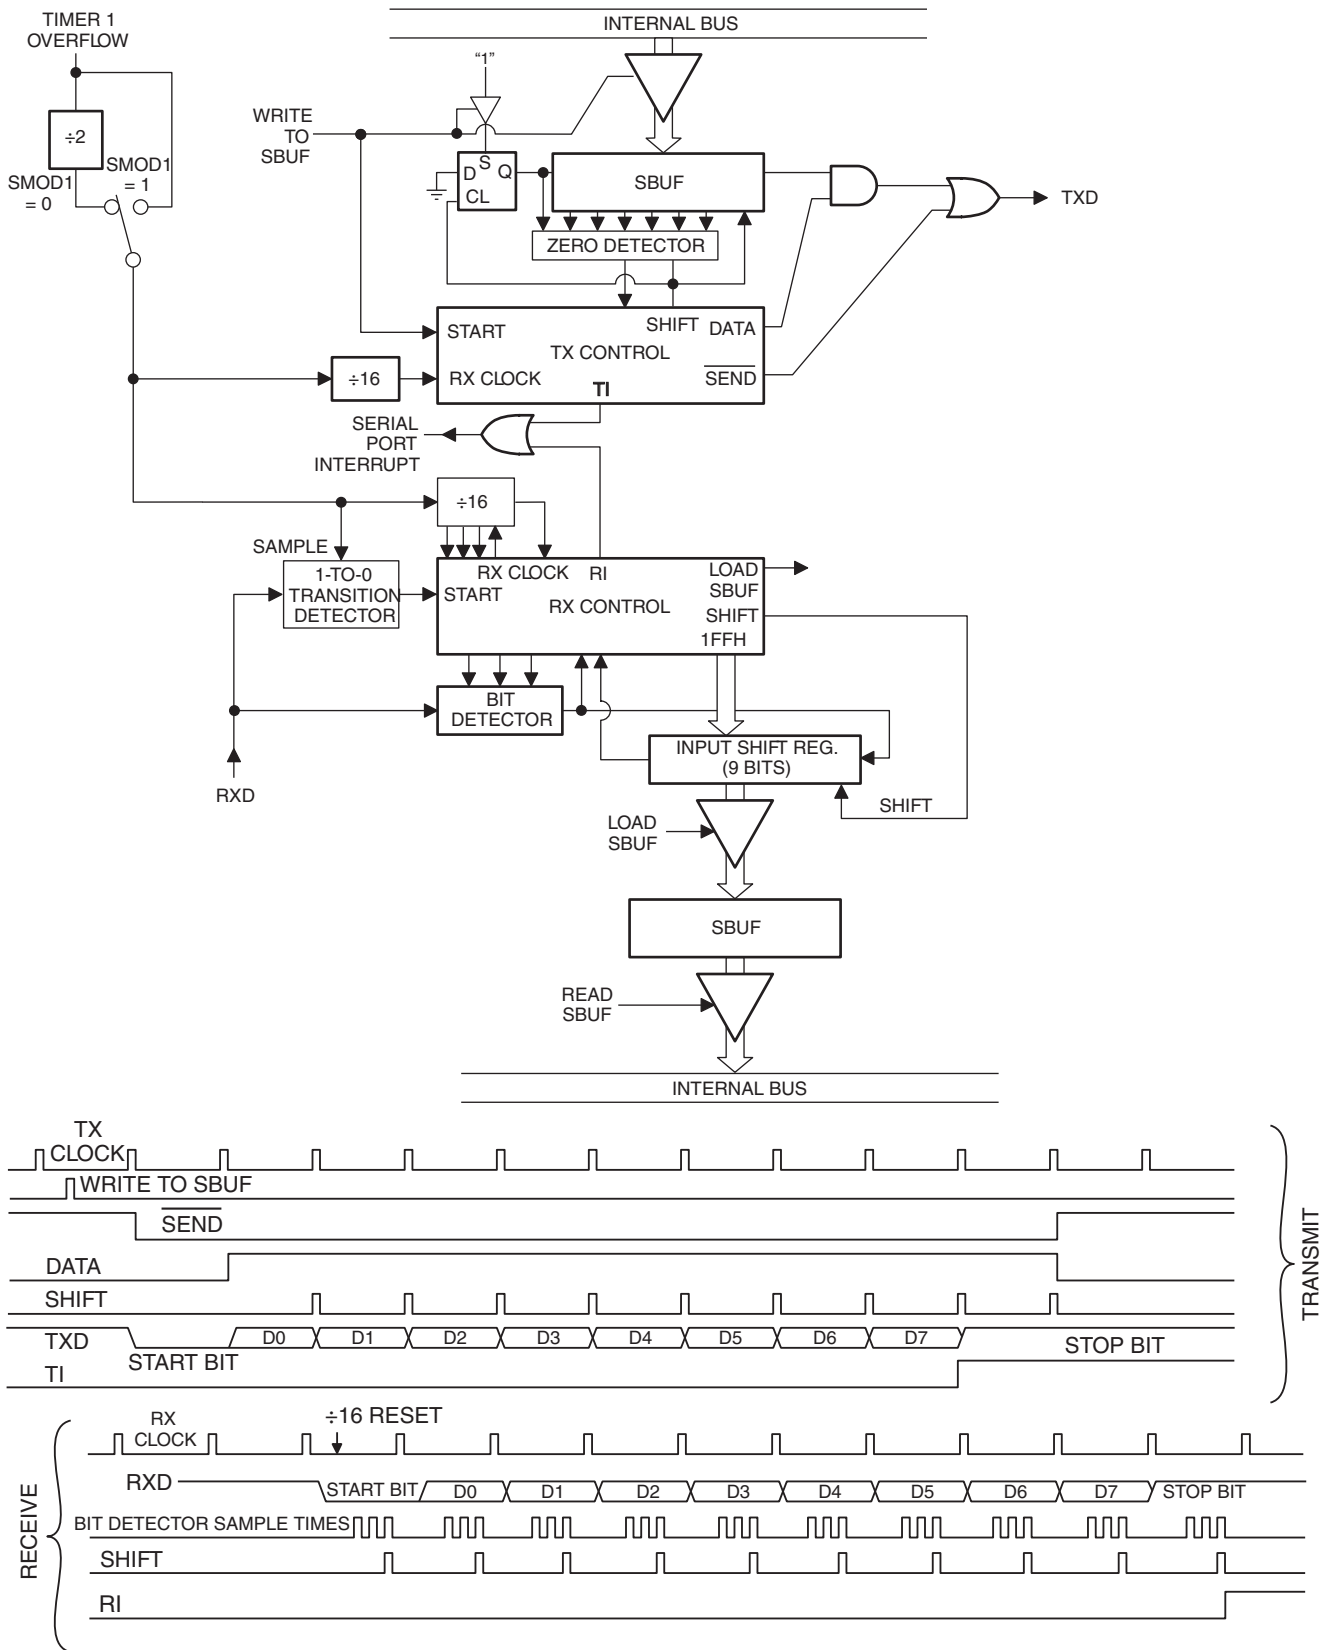 TIMER 1
OVERFLOW
INTERNAL BUS
“1”
WRITE
TO
SBUF
÷2
SMOD1
= 0
SMOD1
= 1
D
S
Q
CL
SBUF
TXD
ZERO DETECTOR
START
SHIFT
DATA
TX CONTROL
÷16
RX CLOCK
TI
SEND
SERIAL
PORT
INTERRUPT
÷16
SAMPLE
1-TO-0
TRANSITION
DETECTOR
RX CLOCK
RI
LOAD
SBUF
START
RX CONTROL
SHIFT
1FFH
BIT
DETECTOR
INPUT SHIFT REG.
(9 BITS)
RXD
SHIFT
LOAD
SBUF
SBUF
READ
SBUF
INTERNAL BUS
TX
CLOCK
WRITE TO SBUF
SEND
DATA
SHIFT
TXD
START BIT
D0 D1 D2 D3 D4 D5 D6 D7
STOP BIT
TI
TRANSMIT
RX
CLOCK
÷16 RESET
RXD
START BIT D0 D1 D2 D3 D4 D5 D6 D7 STOP BIT
BIT DETECTOR SAMPLE TIMES
SHIFT
RI
RECEIVE